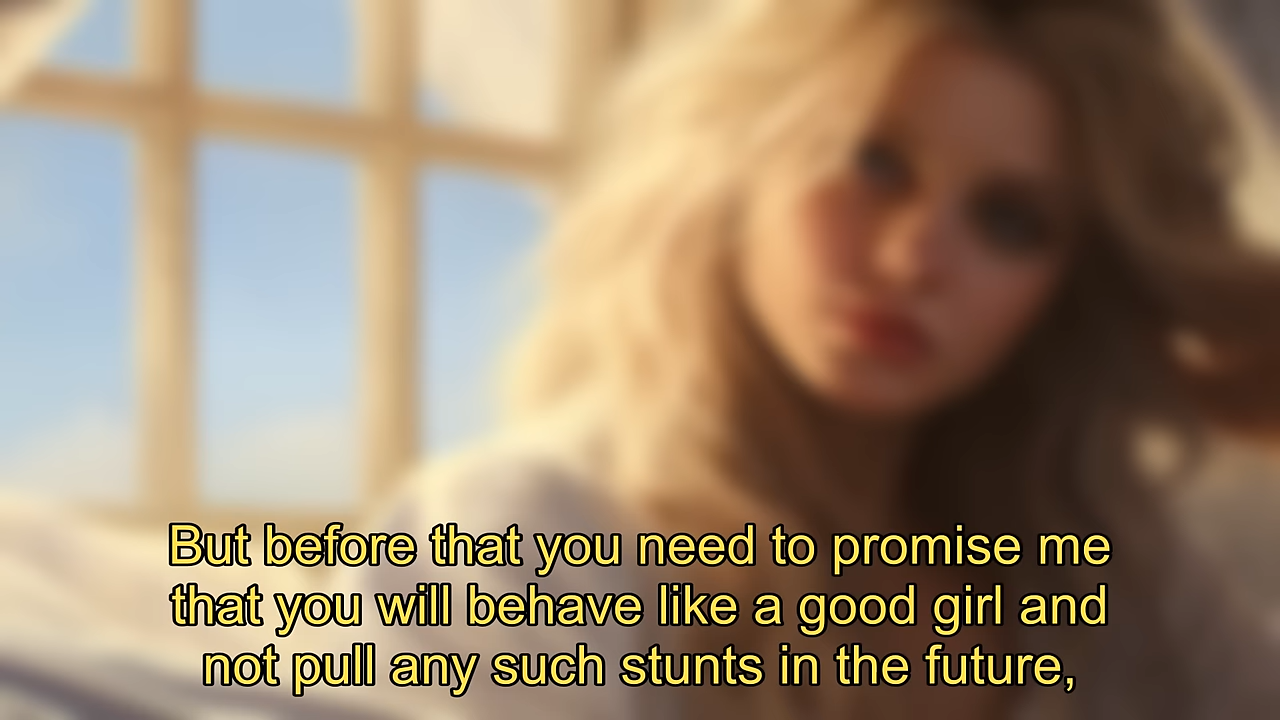 But before that you need to promise me
that you will behave like a good girl and
not pull any such stunts in the future,